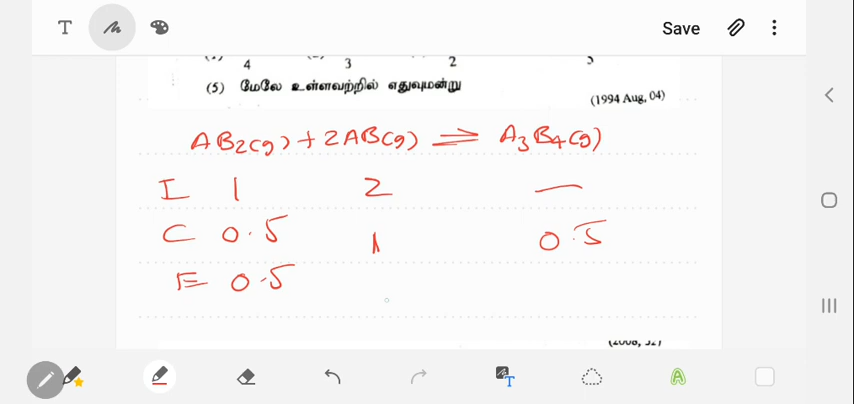 T Save
4 3 2
(5) மேலே உள்ளவற்றில் எதுவுமன்று
(1994 Aug, 04)
AB2(g) + 2AB(g) ⇌ A3B4(g)
I 1 2 —
C 0.5 1 0.5
E 0.5
T A